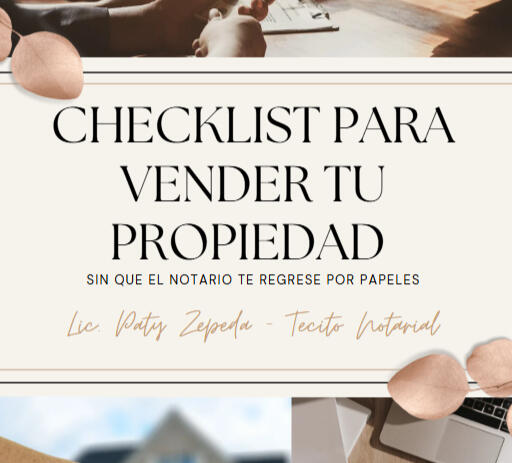 CHECKLIST PARA
VENDER TU
PROPIEDAD
SIN QUE EL NOTARIO TE REGRESE POR PAPELES
Lic. Paty Zepeda - Tecito Notarial